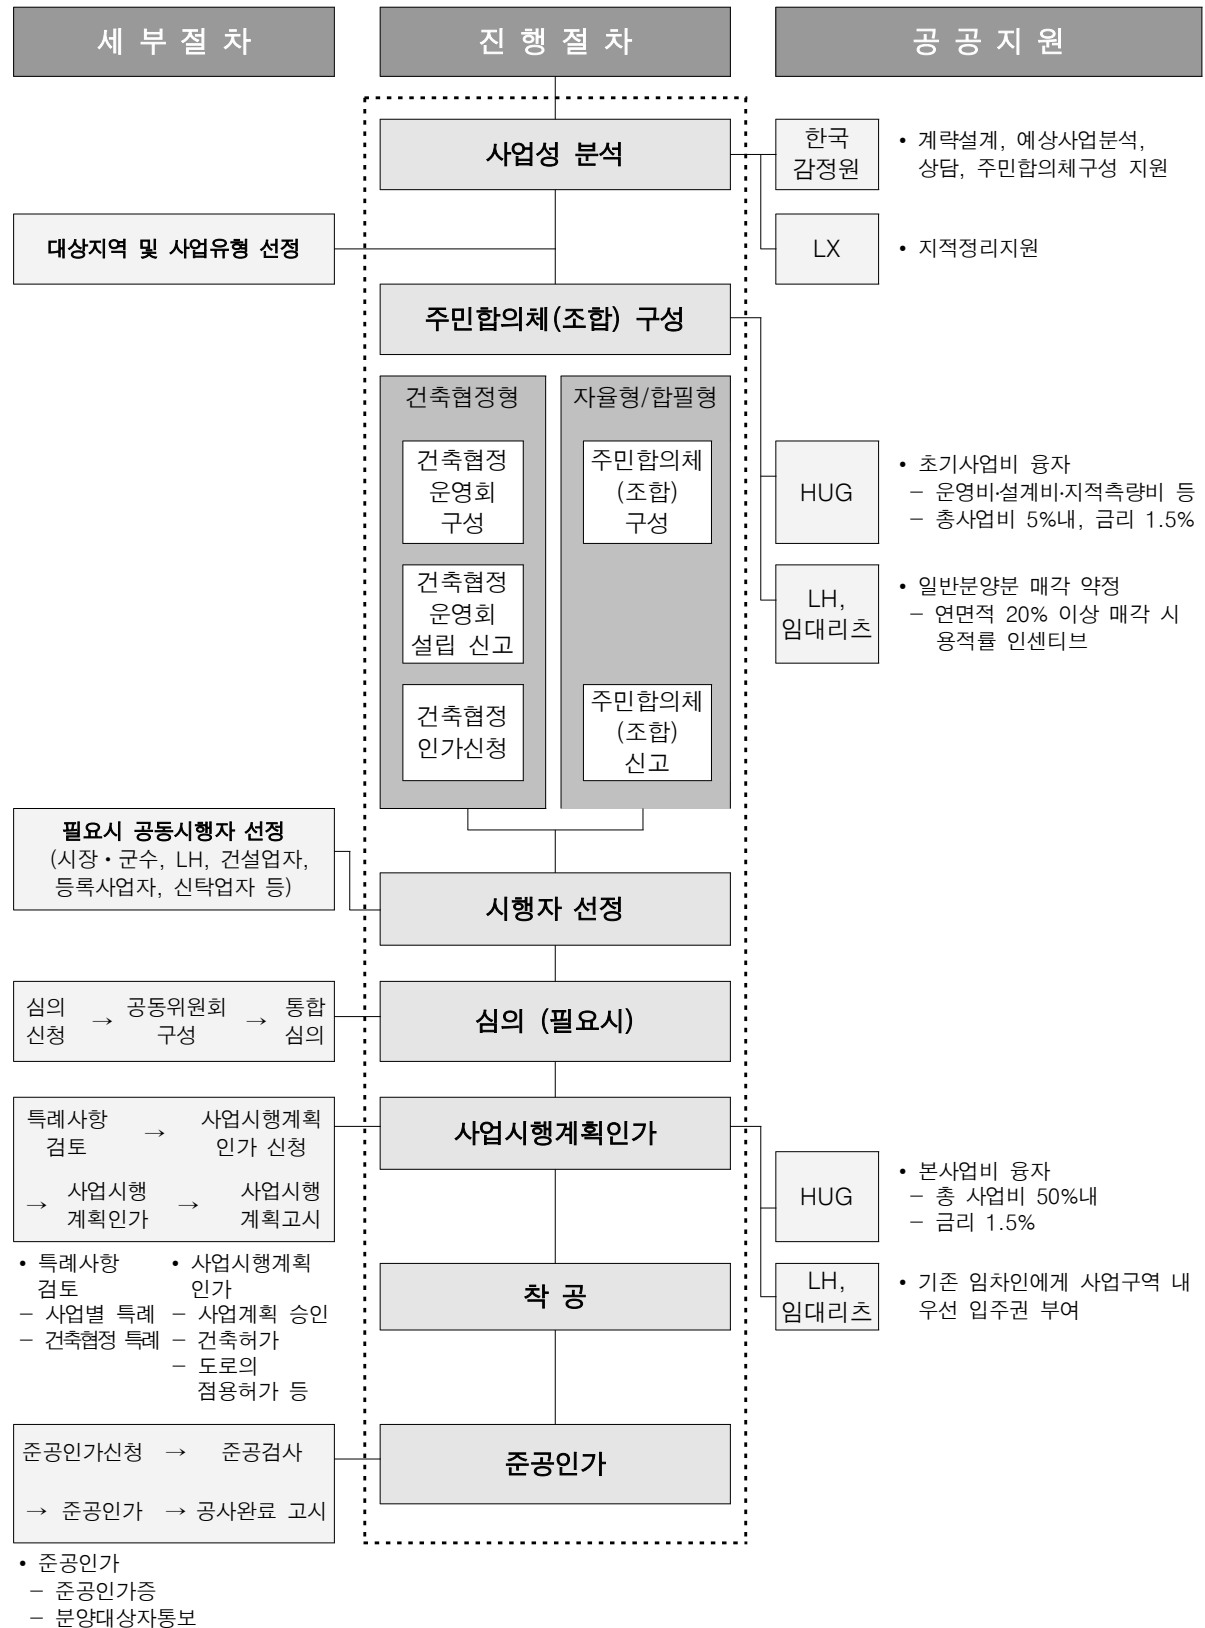 세부절차
진행절차
공공지원
사업성 분석
한국
감정원
• 계략설계, 예상사업분석,
상담, 주민합의체구성 지원
대상지역 및 사업유형 선정
LX
• 지적정리지원
주민합의체(조합) 구성
건축협정형
자율형/합필형
건축협정
운영회
구성
주민합의체
(조합)
구성
HUG
• 초기사업비 융자
– 운영비·설계비·지적측량비 등
– 총사업비 5%내, 금리 1.5%
건축협정
운영회
설립 신고
LH,
임대리츠
• 일반분양분 매각 약정
– 연면적 20% 이상 매각 시
용적률 인센티브
건축협정
인가신청
주민합의체
(조합)
신고
필요시 공동시행자 선정
(시장・군수, LH, 건설업자,
등록사업자, 신탁업자 등)
시행자 선정
심의
신청
→
공동위원회
구성
→
통합
심의
심의 (필요시)
특례사항
검토
→
사업시행계획
인가 신청
→
사업시행
계획인가
→
사업시행
계획고시
사업시행계획인가
HUG
• 본사업비 융자
– 총 사업비 50%내
– 금리 1.5%
• 특례사항
검토
– 사업별 특례
– 건축협정 특례
• 사업시행계획
인가
– 사업계획 승인
– 건축허가
– 도로의
점용허가 등
착 공
LH,
임대리츠
• 기존 임차인에게 사업구역 내
우선 입주권 부여
준공인가신청 → 준공검사
→ 준공인가 → 공사완료 고시
준공인가
• 준공인가
– 준공인가증
– 분양대상자통보